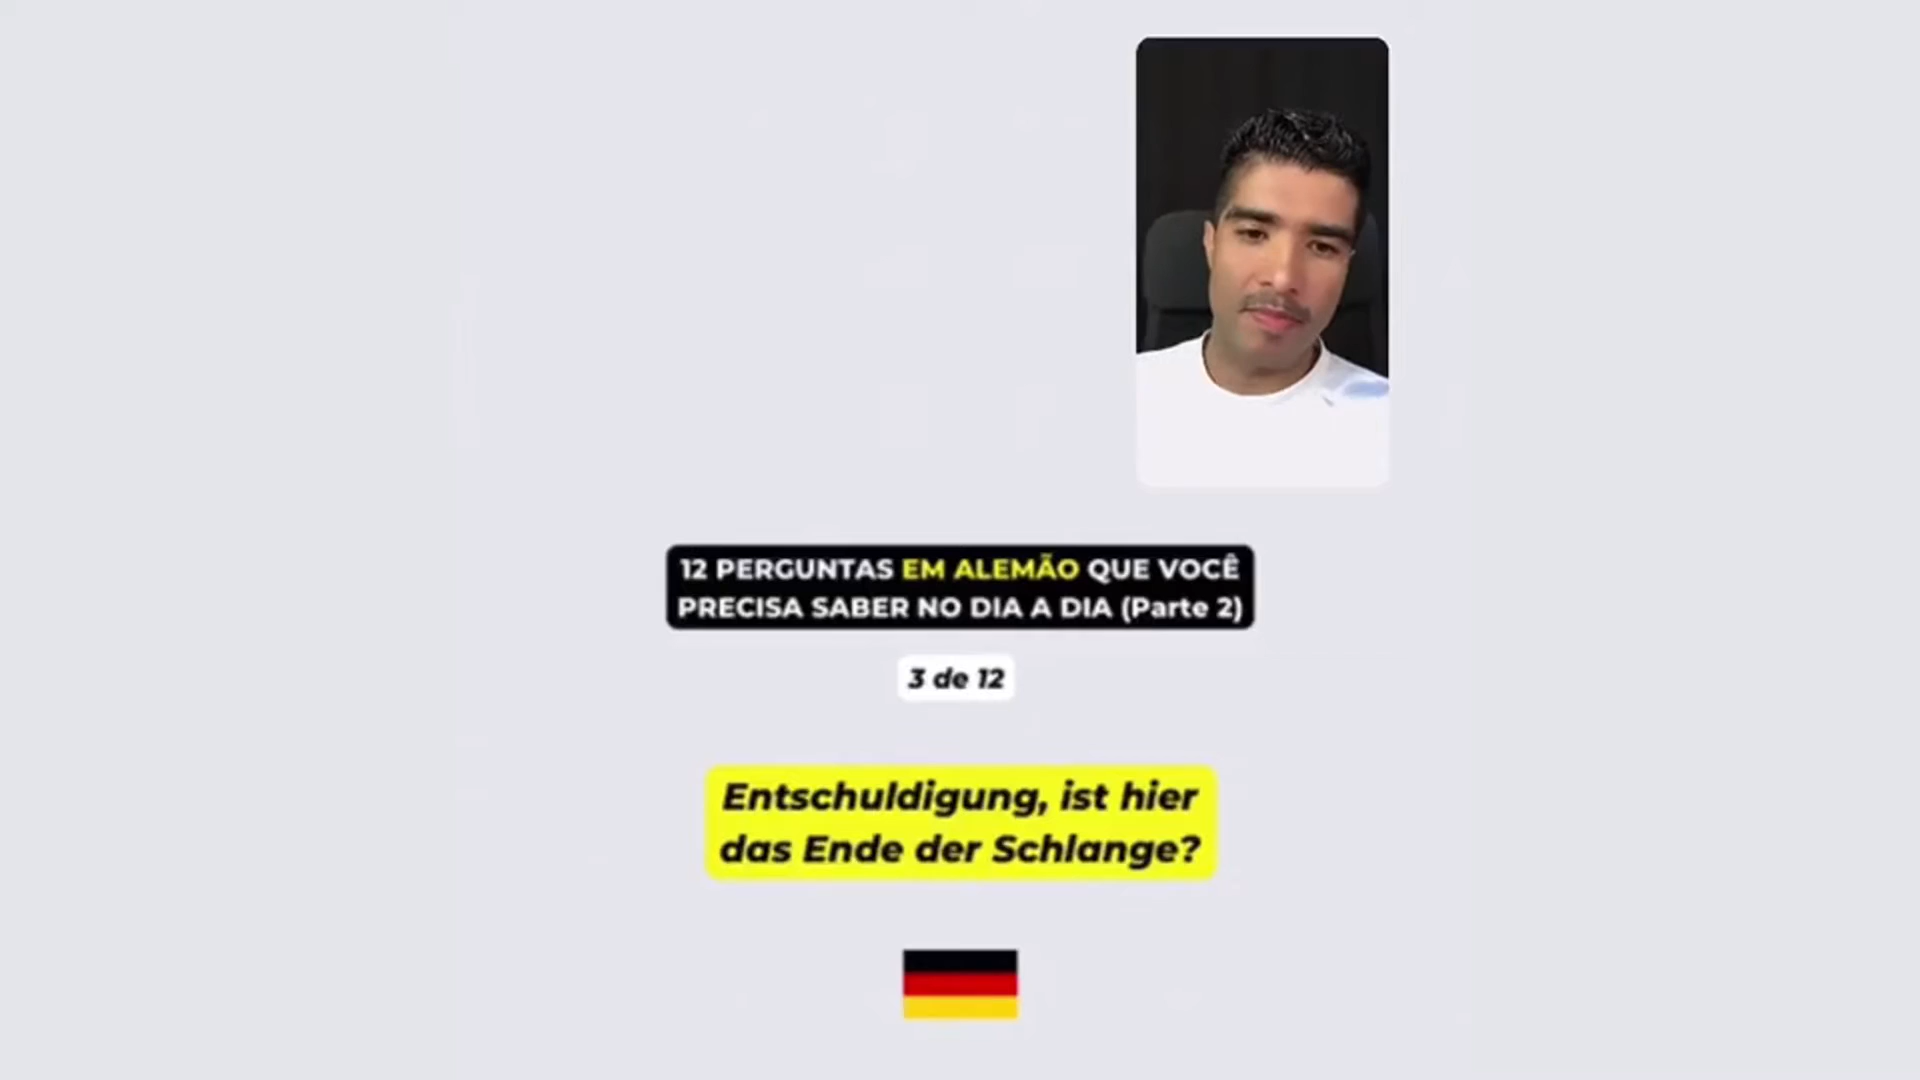 12 PERGUNTAS EM ALEMÃO QUE VOCÊ
PRECISA SABER NO DIA A DIA (Parte 2)
3 de 12
Entschuldigung, ist hier
das Ende der Schlange?